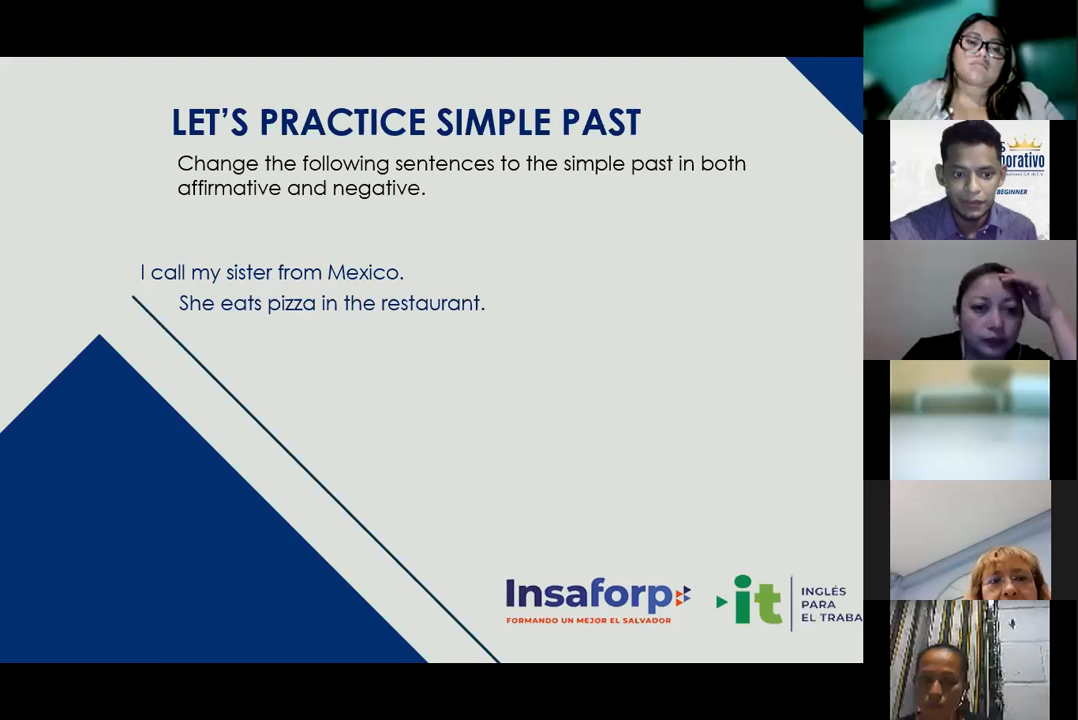 LET'S PRACTICE SIMPLE PAST
Change the following sentences to the simple past in both
affirmative and negative.
I call my sister from Mexico.
She eats pizza in the restaurant.
Insaforp
FORMANDO UN MEJOR EL SALVADOR
it
INGLÉS
PARA
EL TRABA
S
porativo
BEGINNER